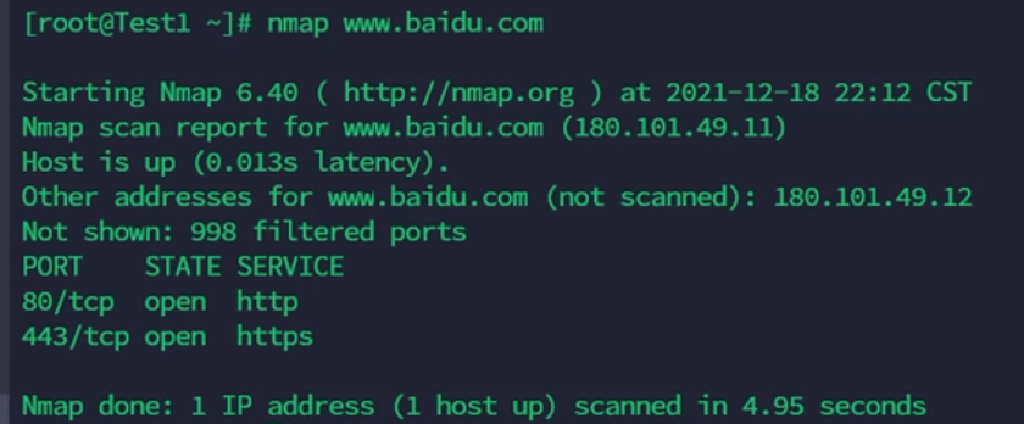 [root@Test1 ~]# nmap www.baidu.com
Starting Nmap 6.40 ( http://nmap.org ) at 2021-12-18 22:12 CST
Nmap scan report for www.baidu.com (180.101.49.11)
Host is up (0.013s latency).
Other addresses for www.baidu.com (not scanned): 180.101.49.12
Not shown: 998 filtered ports
PORT    STATE SERVICE
80/tcp  open  http
443/tcp open  https
Nmap done: 1 IP address (1 host up) scanned in 4.95 seconds